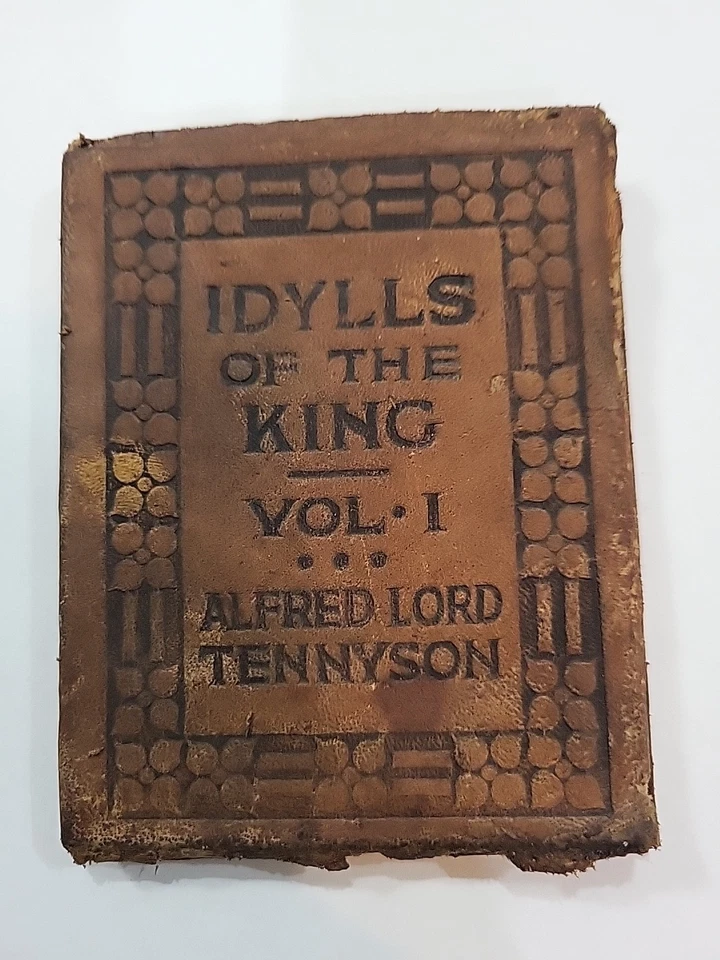 IDYLLS
OF THE
KING
VOL · I
ALFRED LORD
TENNYSON